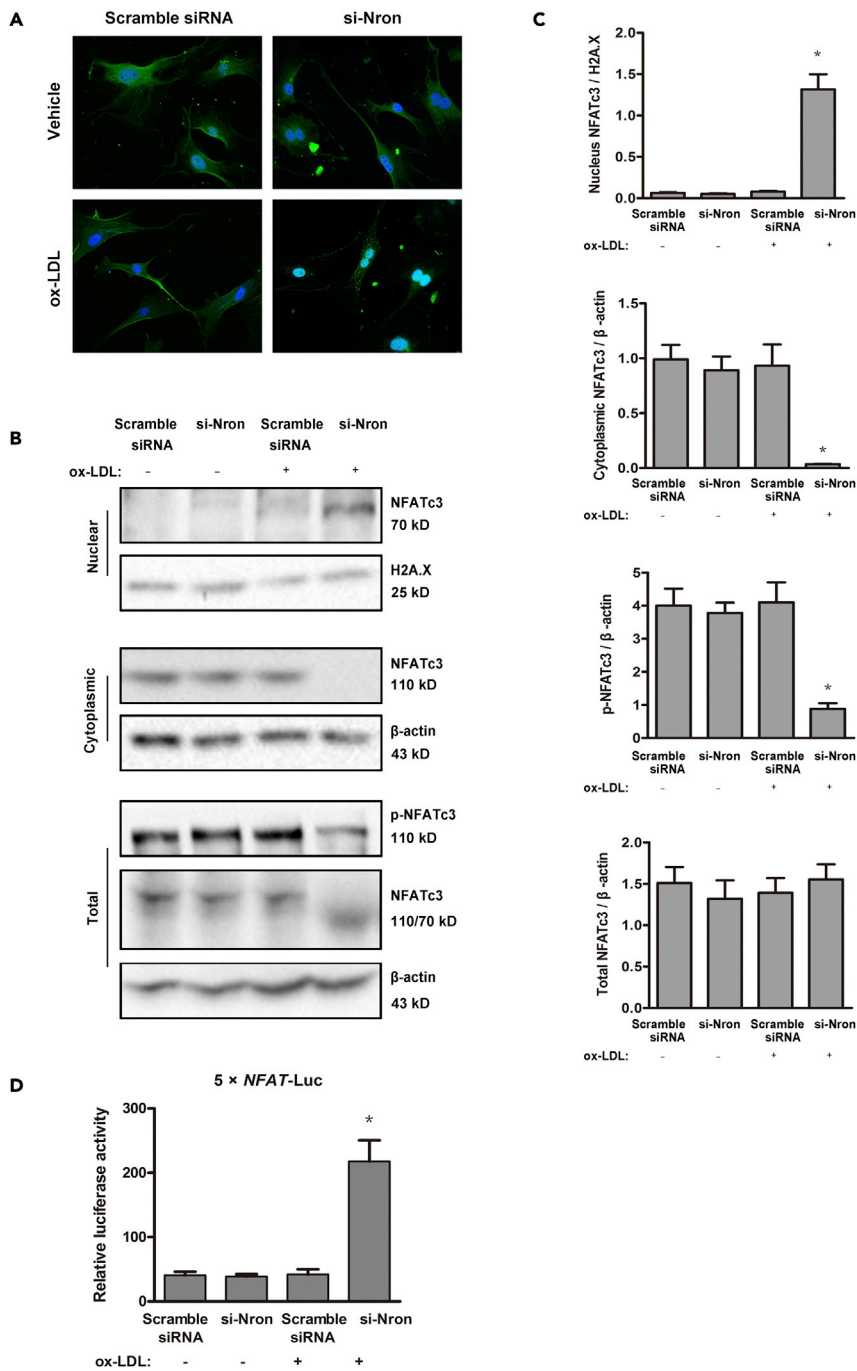 A
Scramble siRNA
si-Nron
Vehicle
ox-LDL
B
Scramble
siRNA
si-Nron
Scramble
siRNA
si-Nron
ox-LDL:
-
-
+
+
Nuclear
NFATc3
70 kD
H2A.X
25 kD
Cytoplasmic
NFATc3
110 kD
β-actin
43 kD
Total
p-NFATc3
110 kD
NFATc3
110/70 kD
β-actin
43 kD
C
Nucleus NFATc3 / H2A.X
2.0
1.5
1.0
0.5
0.0
*
Scramble
siRNA
si-Nron
Scramble
siRNA
si-Nron
ox-LDL:
-
-
+
+
Cytoplasmic NFATc3 / β -actin
1.5
1.0
0.5
0.0
*
Scramble
siRNA
si-Nron
Scramble
siRNA
si-Nron
ox-LDL:
-
-
+
+
p-NFATc3 / β -actin
5
4
3
2
1
0
*
Scramble
siRNA
si-Nron
Scramble
siRNA
si-Nron
ox-LDL:
-
-
+
+
Total NFATc3 / β -actin
2.0
1.5
1.0
0.5
0.0
Scramble
siRNA
si-Nron
Scramble
siRNA
si-Nron
ox-LDL:
-
-
+
+
D
5 × NFAT-Luc
Relative luciferase activity
300
200
100
0
*
Scramble
siRNA
si-Nron
Scramble
siRNA
si-Nron
ox-LDL:
-
-
+
+